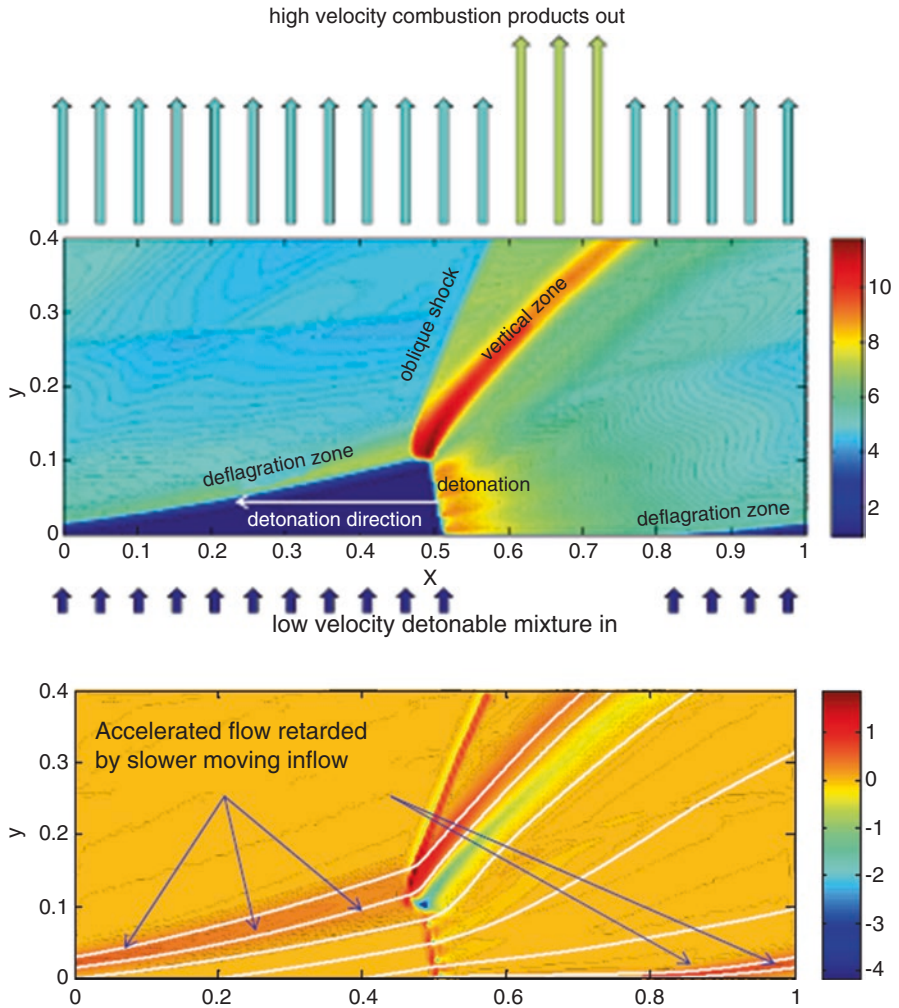 high velocity combustion products out
0.4
0.3
0.2
0.1
0
y
oblique shock
vertical zone
deflagration zone
detonation
detonation direction
deflagration zone
10
8
6
4
2
0 0.1 0.2 0.3 0.4 0.5 0.6 0.7 0.8 0.9 1
X
low velocity detonable mixture in
0.4
0.3
0.2
0.1
0
y
Accelerated flow retarded
by slower moving inflow
1
0
-1
-2
-3
-4
0 0.2 0.4 0.6 0.8 1